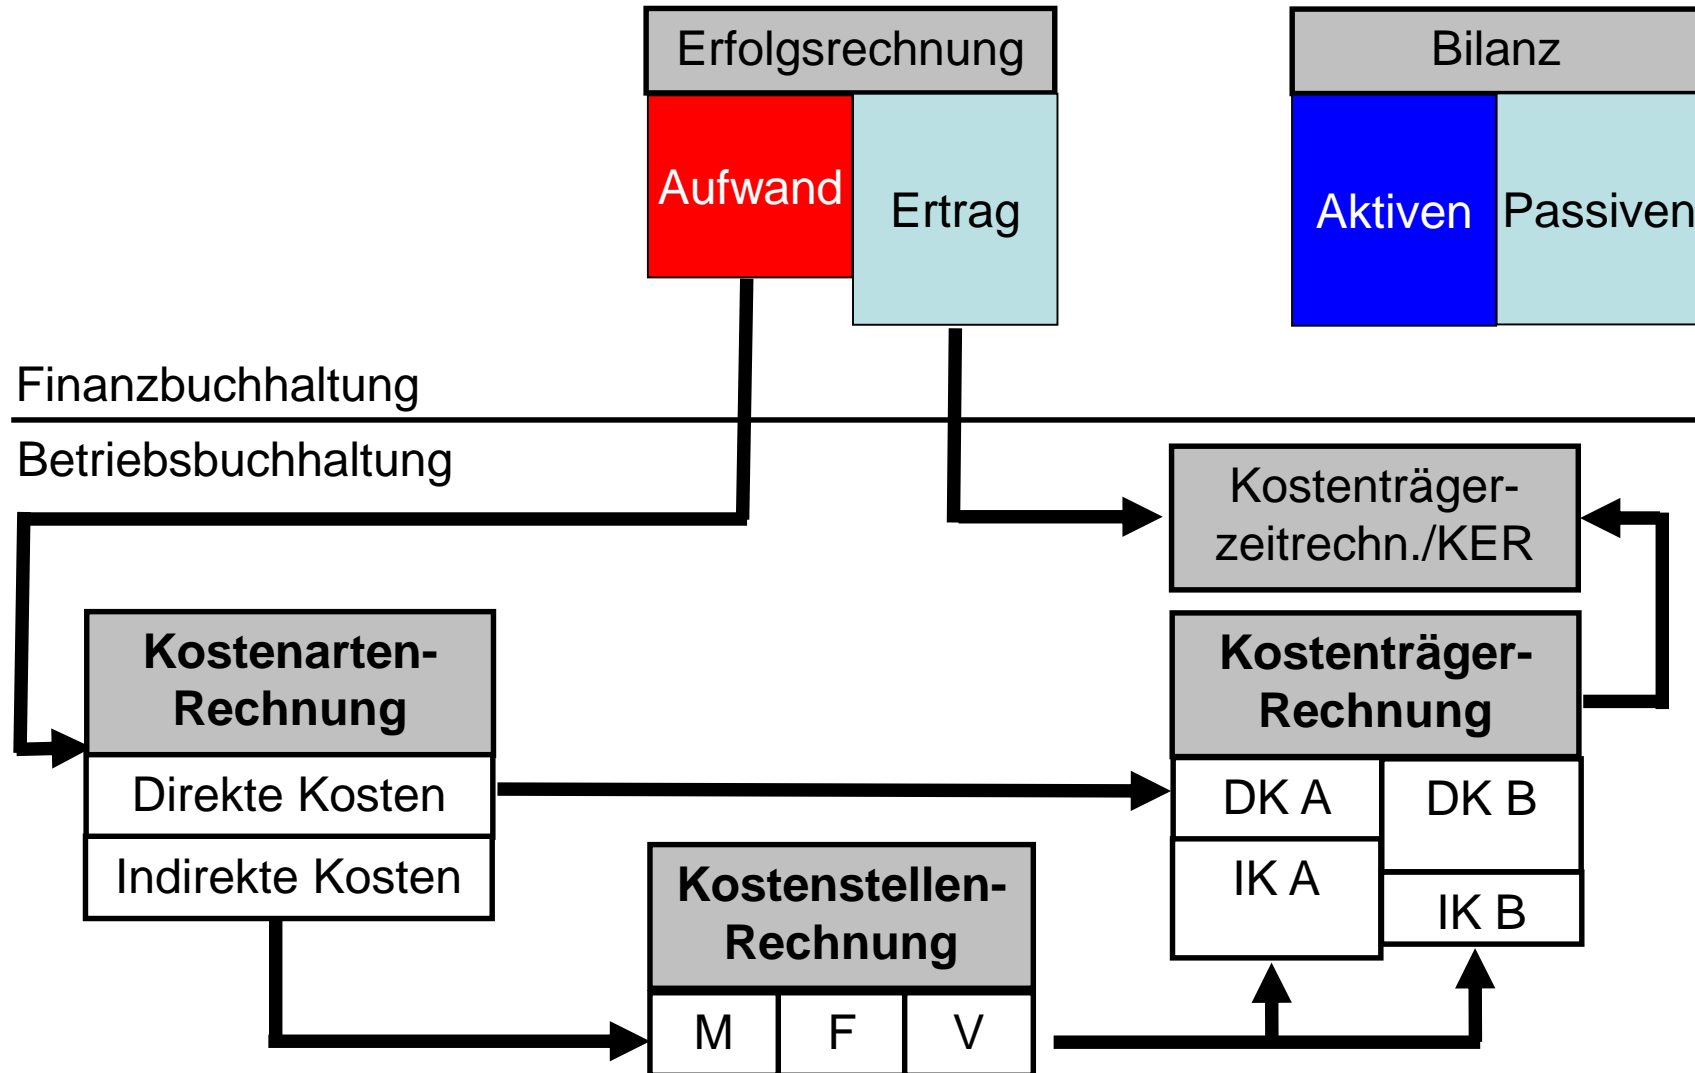 Erfolgsrechnung
Bilanz
Aufwand
Ertrag
Aktiven
Passiven
Finanzbuchhaltung
Betriebsbuchhaltung
Kostenträger-
zeitrechn./KER
Kostenarten-
Rechnung
Direkte Kosten
Indirekte Kosten
Kostenstellen-
Rechnung
M
F
V
Kostenträger-
Rechnung
DK A
DK B
IK A
IK B